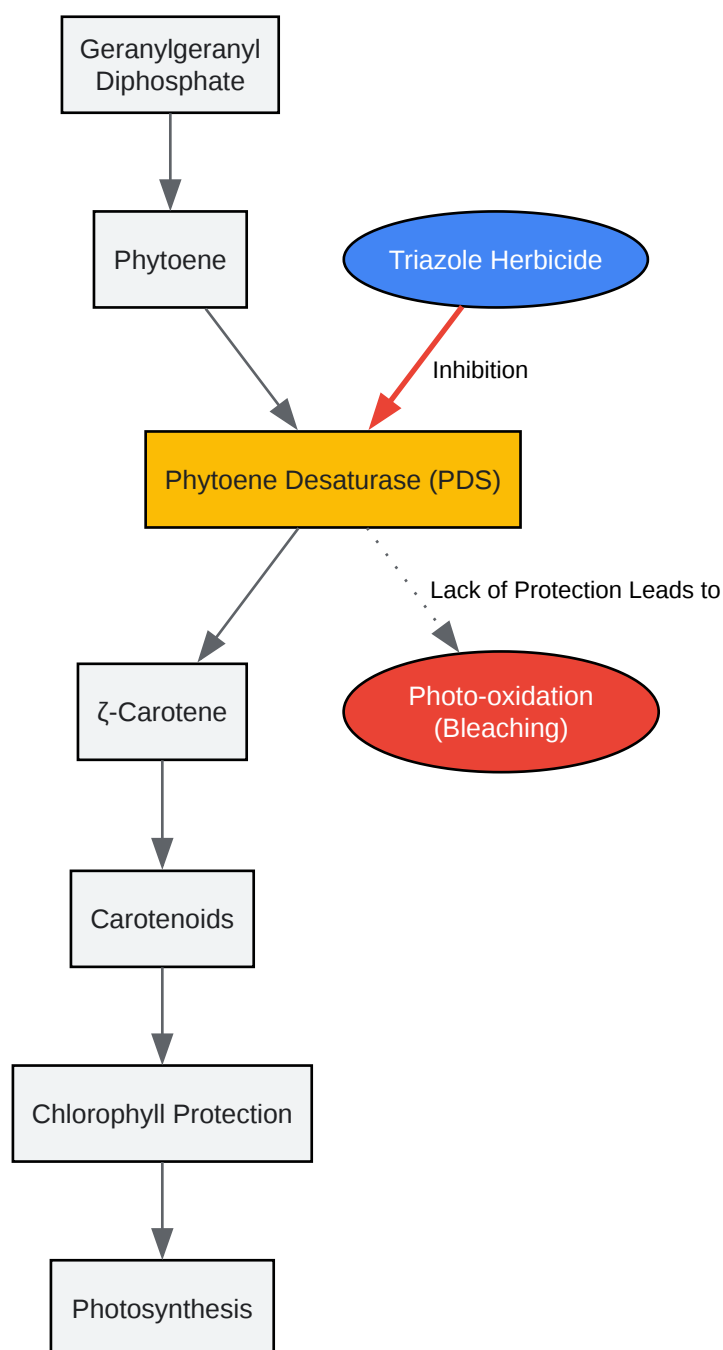 Geranylgeranyl
Diphosphate
Phytoene
Triazole Herbicide
Inhibition
Phytoene Desaturase (PDS)
Lack of Protection Leads to
ζ-Carotene
Photo-oxidation
(Bleaching)
Carotenoids
Chlorophyll Protection
Photosynthesis